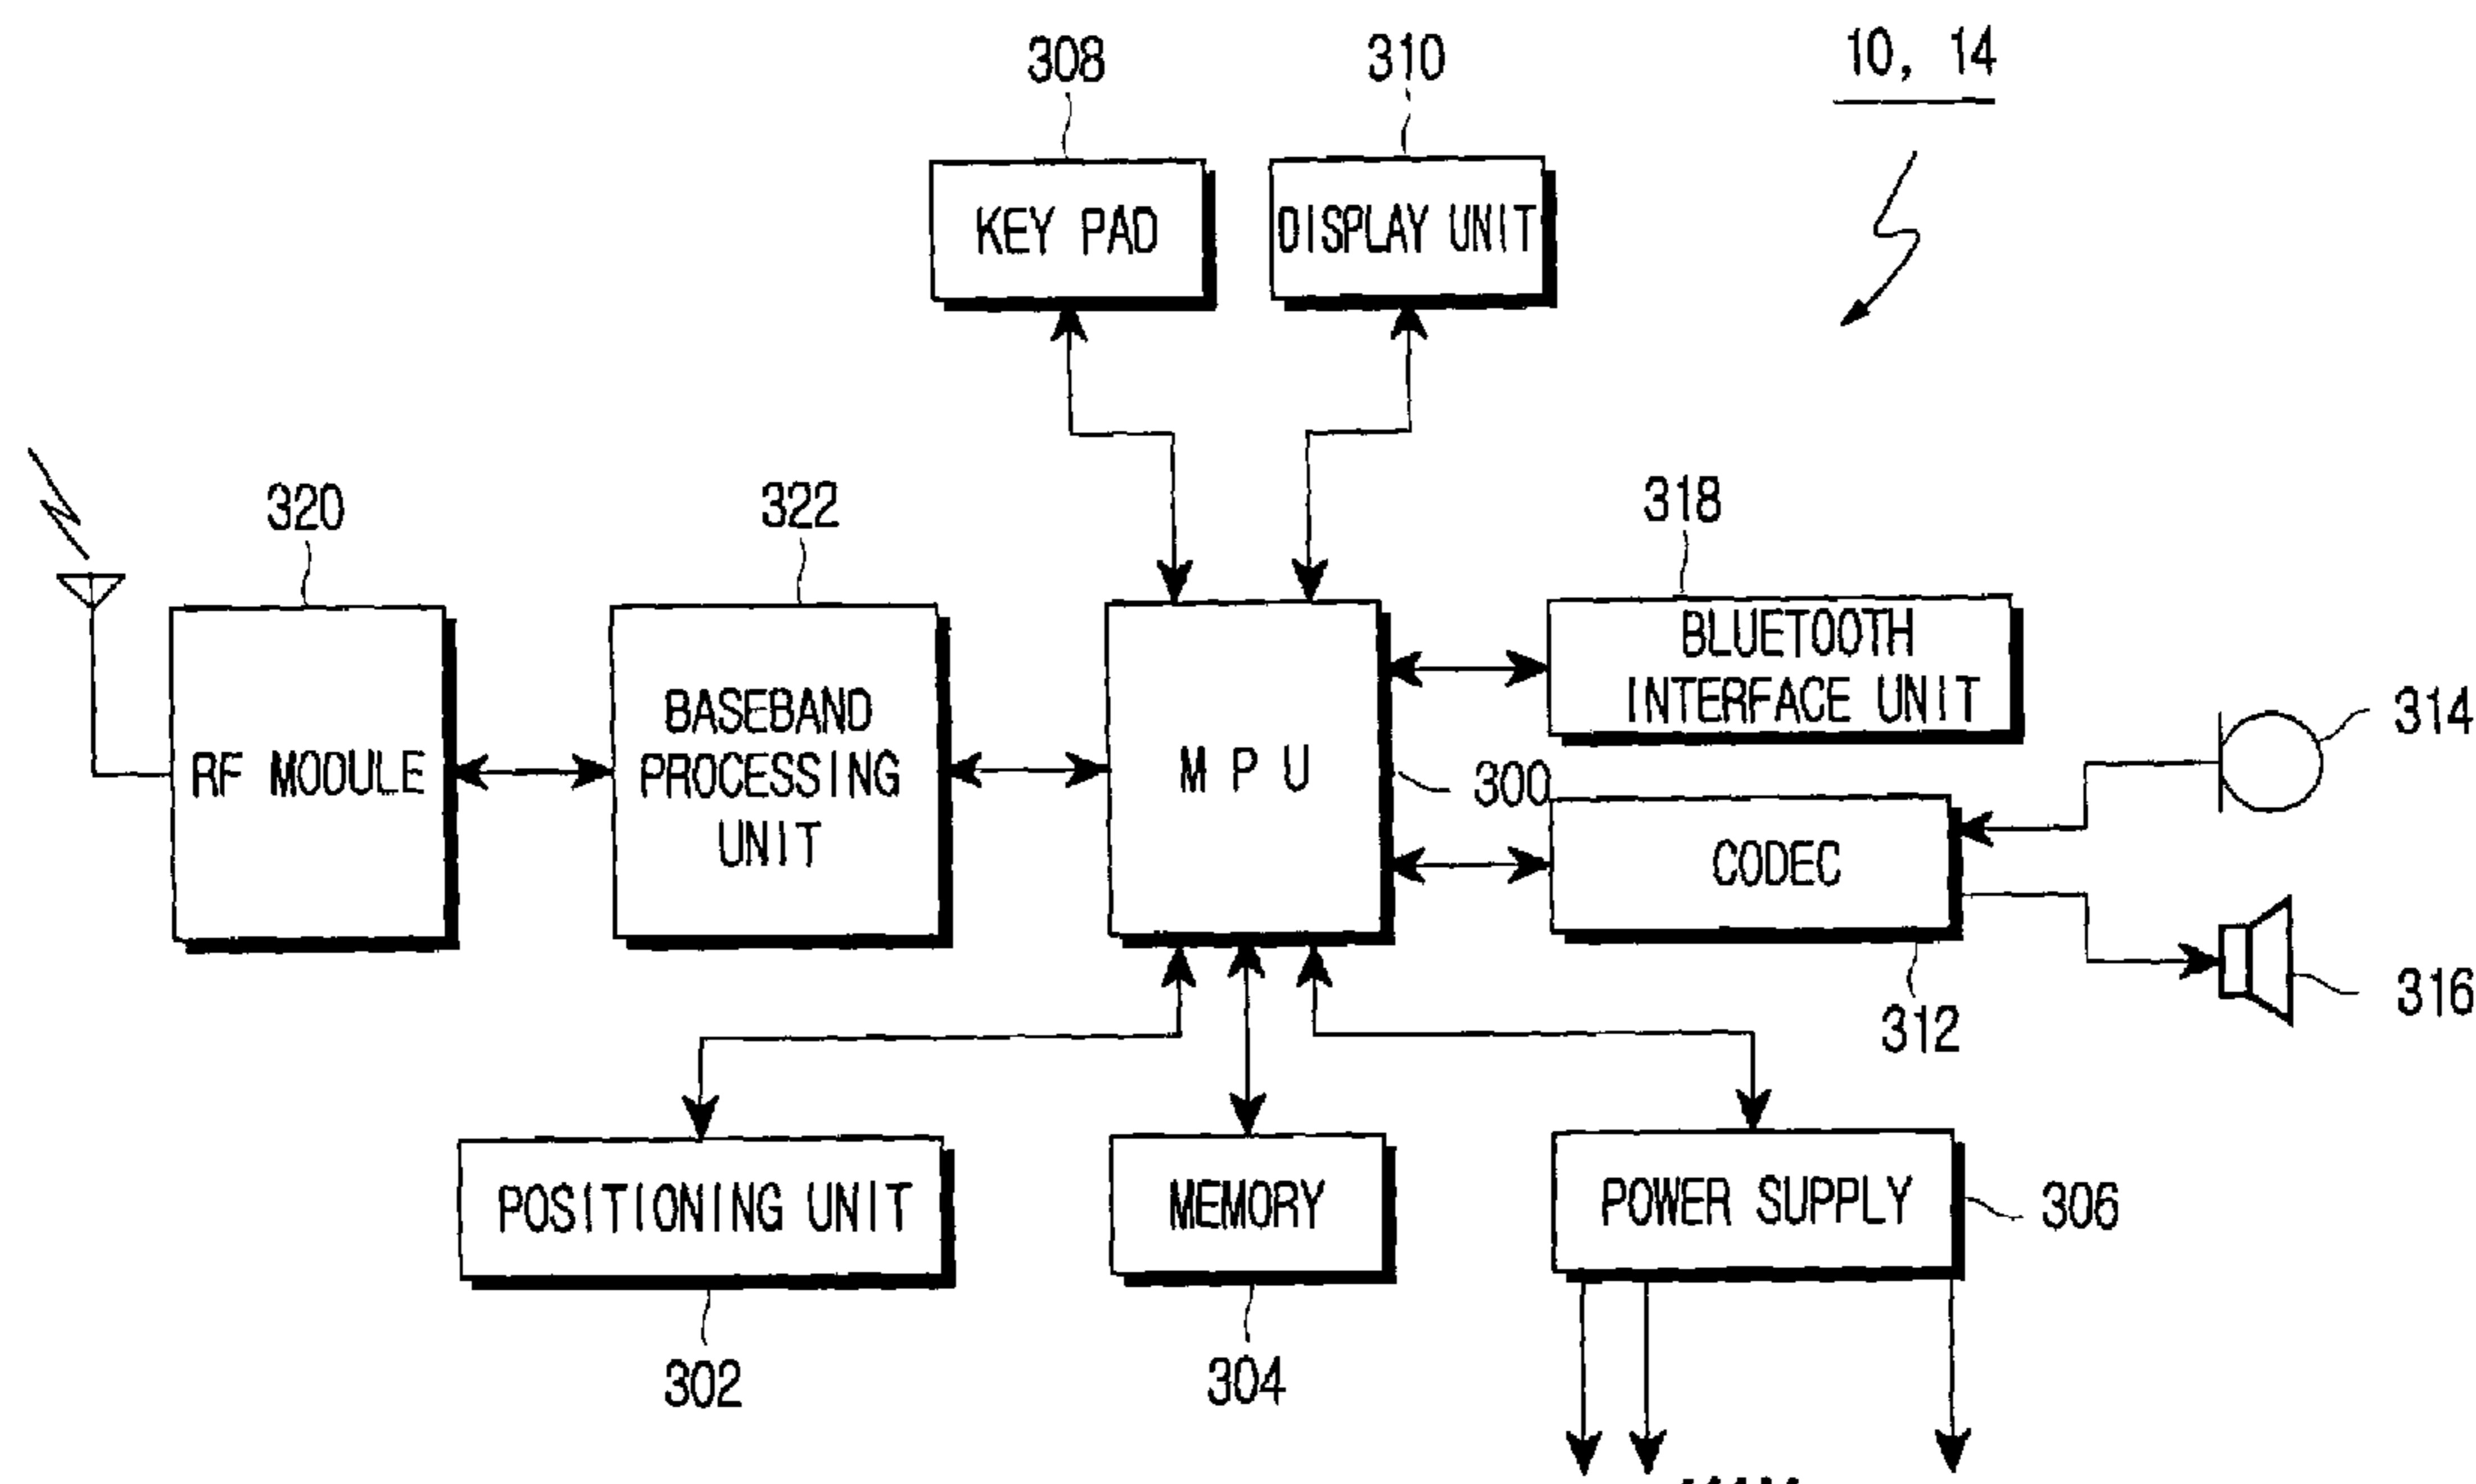 308
310
10, 14
KEY PAD
DISPLAY UNIT
320
322
318
BLUETOOTH
INTERFACE UNIT
314
RF MODULE
BASEBAND
PROCESSING
UNIT
M P U
300
CODEC
316
312
POSITIONING UNIT
MEMORY
POWER SUPPLY
306
302
304